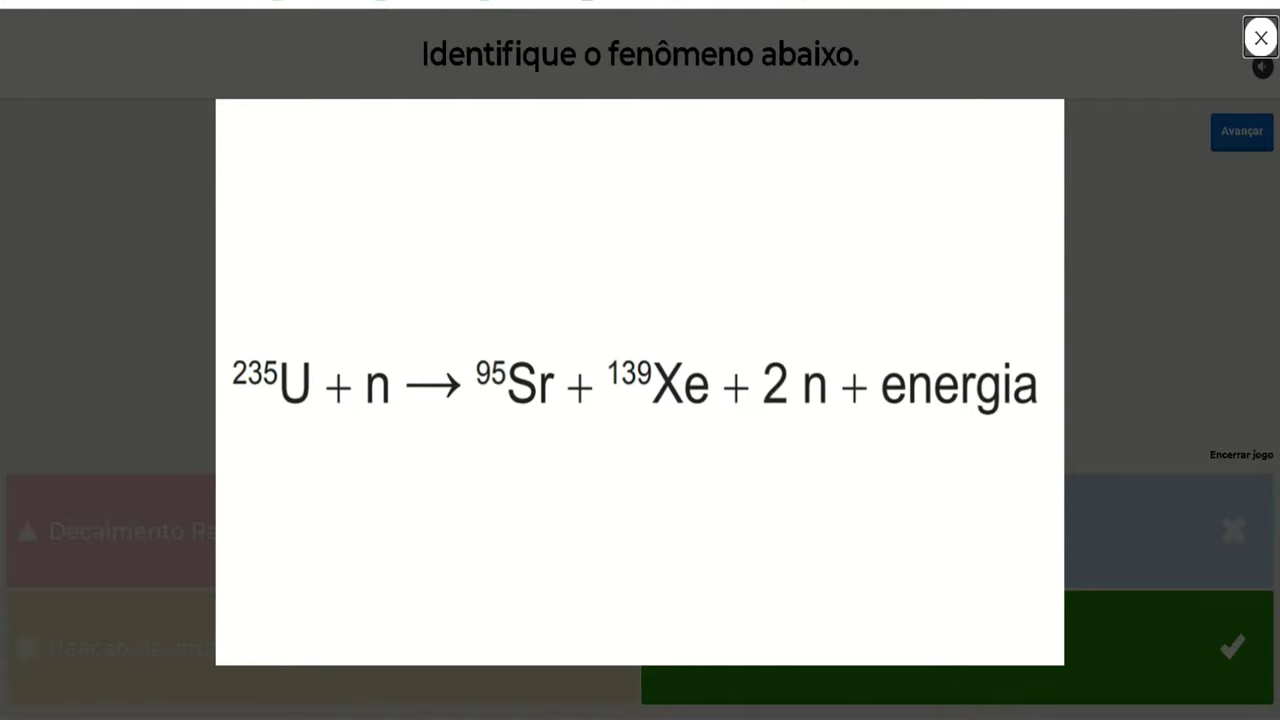 Identifique o fenômeno abaixo.
Avançar
²³⁵U + n → ⁹⁵Sr + ¹³⁹Xe + 2 n + energia
Encerrar jogo
Decaimento Ra